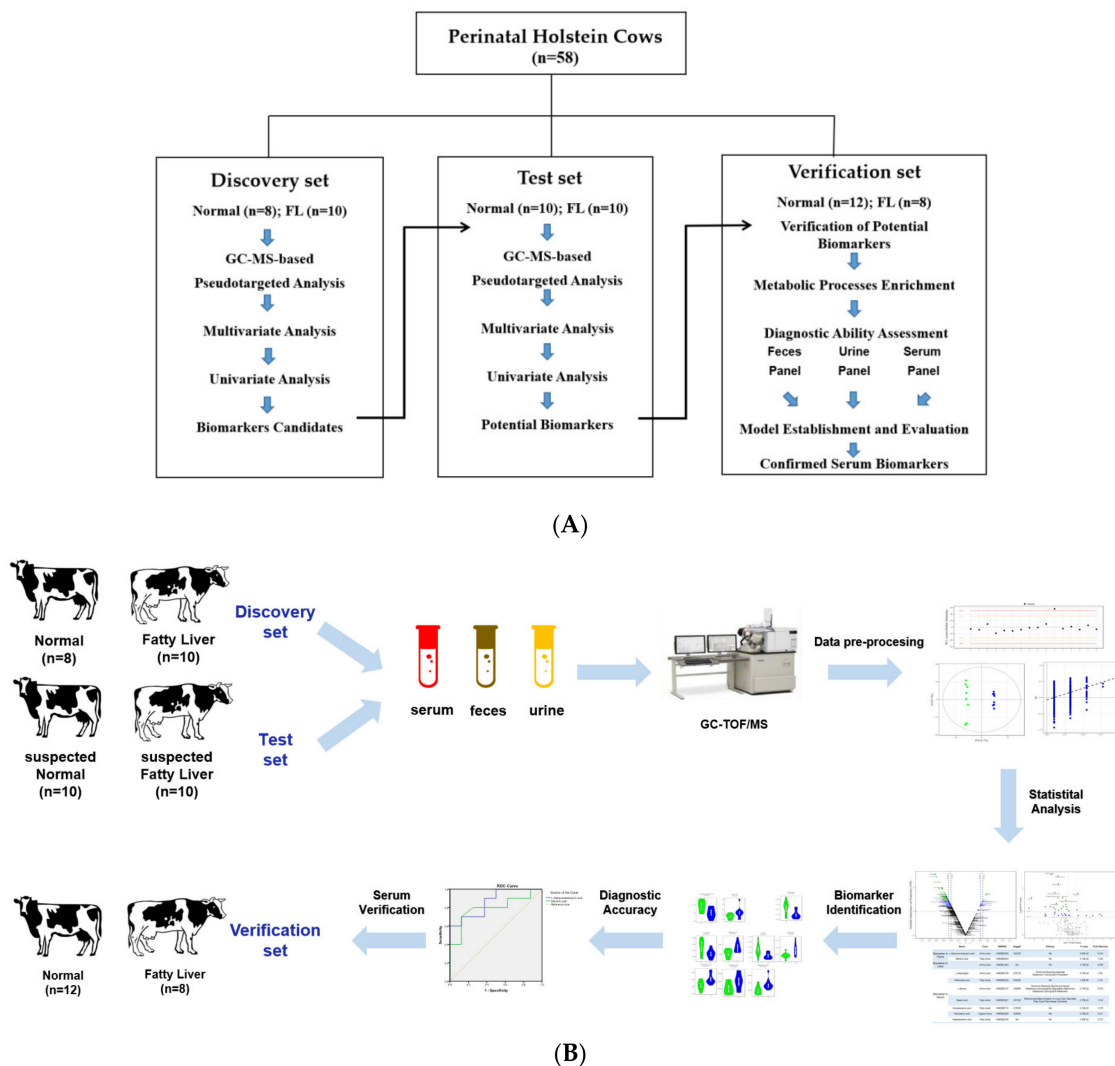 Perinatal Holstein Cows
(n=58)
Discovery set
Normal (n=8); FL (n=10)
GC-MS-based
Pseudotargeted Analysis
Multivariate Analysis
Univariate Analysis
Biomarkers Candidates
Test set
Normal (n=10); FL (n=10)
GC-MS-based
Pseudotargeted Analysis
Multivariate Analysis
Univariate Analysis
Potential Biomarkers
Verification set
Normal (n=12); FL (n=8)
Verification of Potential
Biomarkers
Metabolic Processes Enrichment
Diagnostic Ability Assessment
Feces Urine Serum
Panel Panel Panel
Model Establishment and Evaluation
Confirmed Serum Biomarkers
(A)
Normal
(n=8)
Fatty Liver
(n=10)
Discovery
set
suspected
Normal
(n=10)
suspected
Fatty Liver
(n=10)
Test
set
serum feces urine
GC-TOF/MS
Data pre-procesing
Statistital
Analysis
Biomarker
Identification
Diagnostic
Accuracy
ROC Curve
Sensitivity
1 - Specificity
Serum
Verification
Verification
set
Normal
(n=12)
Fatty Liver
(n=8)
(B)